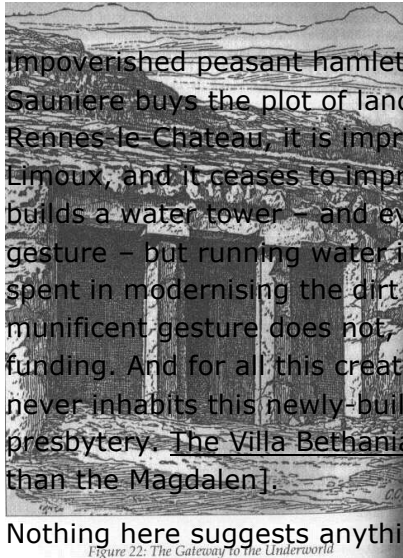 impoverished peasant hamlet
Sauniere buys the plot of land
Rennes-le-Chateau, it is impr
Limoux, and it ceases to impr
builds a water tower – and ev
gesture – but running water i
spent in modernising the dirt
munificent gesture does not,
funding. And for all this creat
never inhabits this newly-buil
presbytery. The Villa Bethania
than the Magdalen].
Nothing here suggests anythi
Figure 22: The Gateway to the Underworld